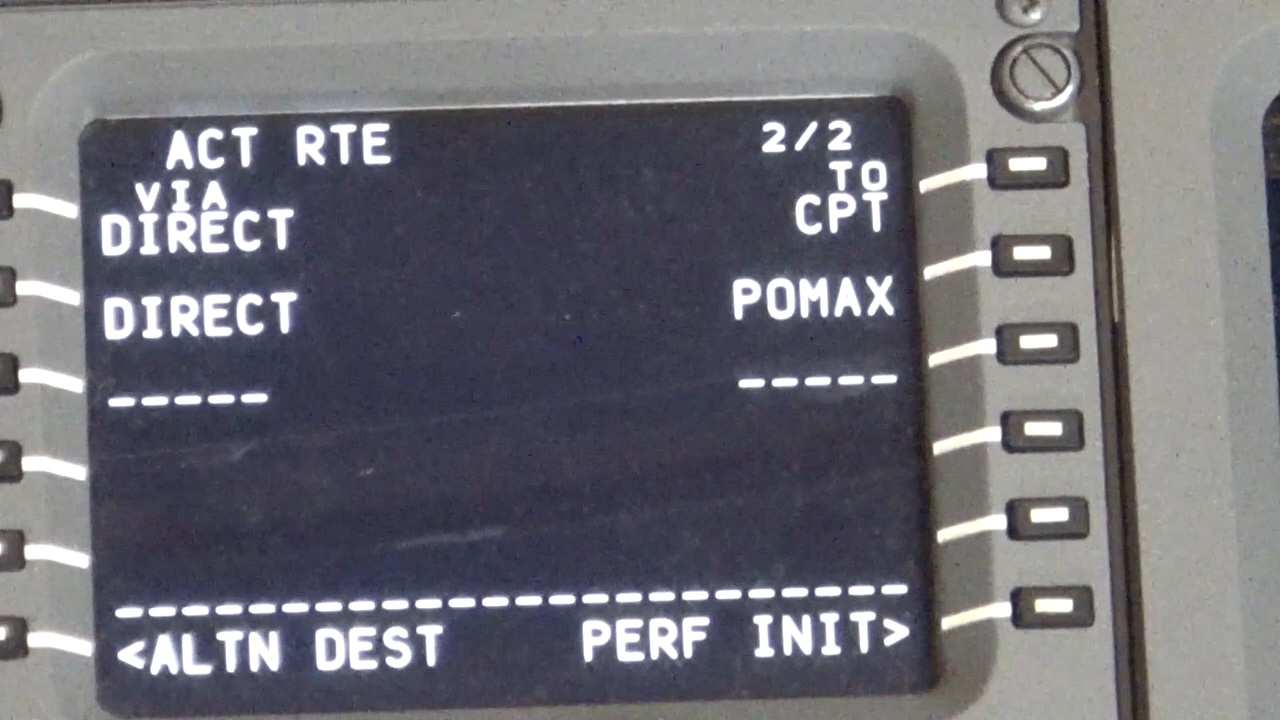 ACT RTE 2/2
VIA TO
DIRECT CPT
DIRECT POMAX
----- -----
------------------------
<ALTN DEST PERF INIT>